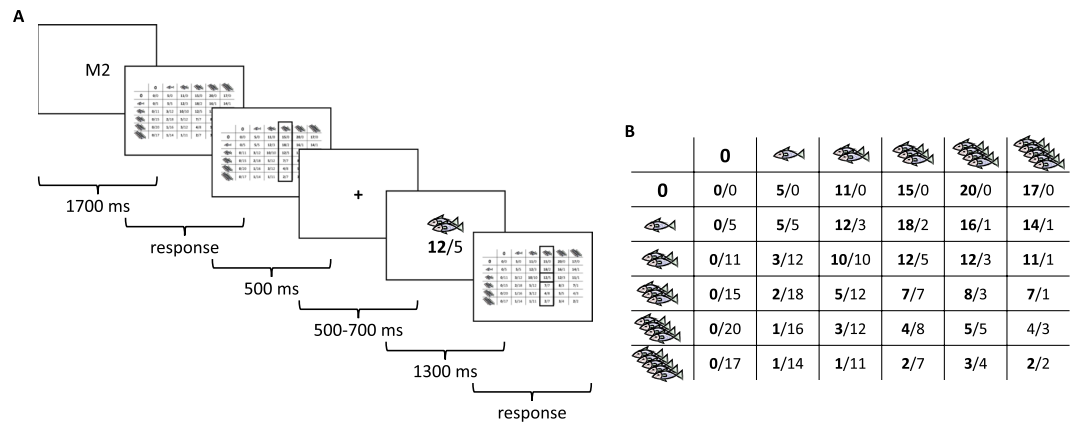 A
M2
1700 ms
response
500 ms
+
500-700 ms
12/5
1300 ms
response
B
0
0 0/0 5/0 11/0 15/0 20/0 17/0
0/5 5/5 12/3 18/2 16/1 14/1
0/11 3/12 10/10 12/5 12/3 11/1
0/15 2/18 5/12 7/7 8/3 7/1
0/20 1/16 3/12 4/8 5/5 4/3
0/17 1/14 1/11 2/7 3/4 2/2